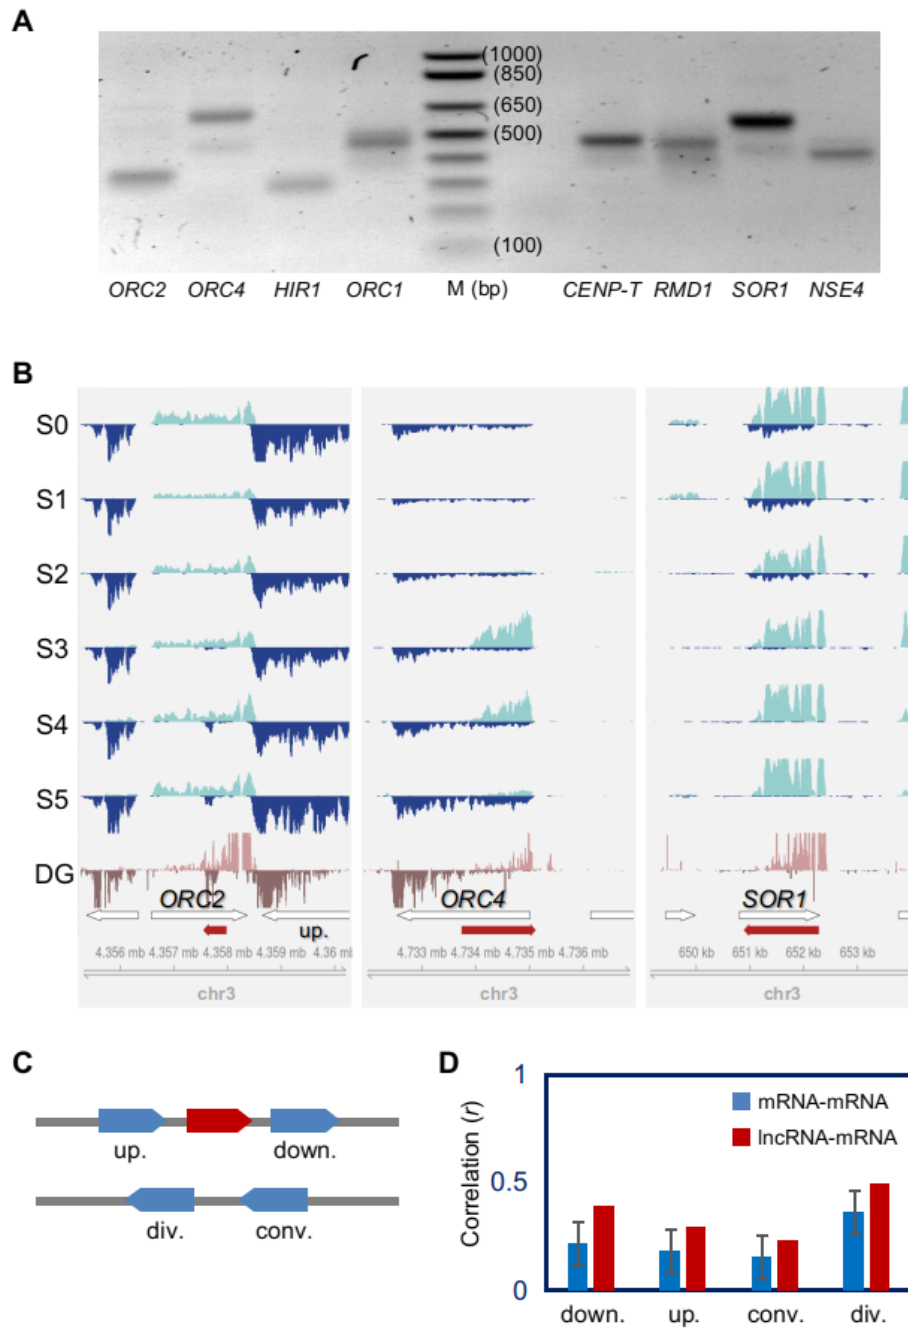 A
(1000)
(850)
(650)
(500)
(100)
ORC2 ORC4 HIR1 ORC1 M (bp) CENP-T RMD1 SOR1 NSE4
B
S0
S1
S2
S3
S4
S5
DG
ORC2 ORC4 SOR1
up.
4.356 mb 4.357 mb 4.358 mb 4.359 mb 4.36 mb 4.733 mb 4.734 mb 4.735 mb 4.736 mb 650 kb 651 kb 652 kb 653 kb
chr3 chr3 chr3
C
up. down.
div. conv.
D
Correlation (r)
1
0.5
0
mRNA-mRNA
lncRNA-mRNA
down. up. conv. div.